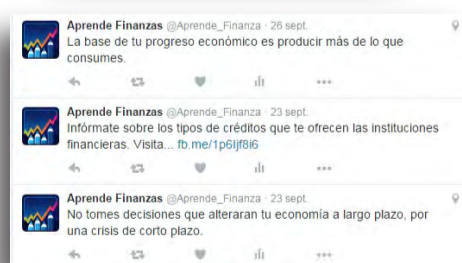 Aprende Finanzas @Aprende_Finanza · 26 sept.
La base de tu progreso económico es producir más de lo que
consumes.
Aprende Finanzas @Aprende_Finanza · 23 sept.
Infórmate sobre los tipos de créditos que te ofrecen las instituciones
financieras. Visita... fb.me/1p6Ijf8i6
Aprende Finanzas @Aprende_Finanza · 23 sept.
No tomes decisiones que alteraran tu economía a largo plazo, por
una crisis de corto plazo.